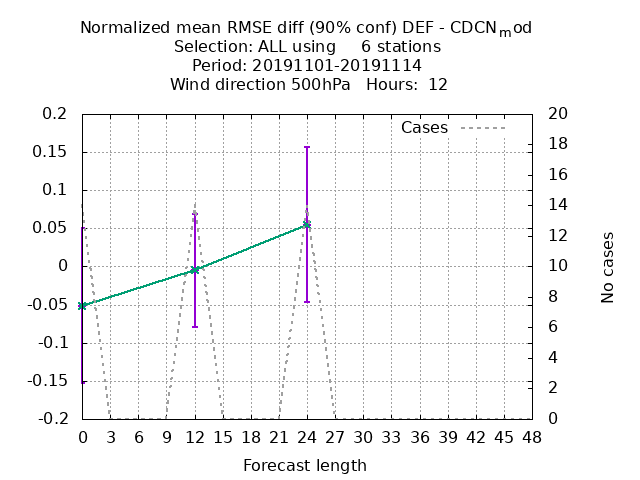 Normalized mean RMSE diff (90% conf) DEF - CDCNmod
Selection: ALL using     6 stations
Period: 20191101-20191114
Wind direction 500hPa   Hours:  12
Cases
0.2
0.15
0.1
0.05
0
-0.05
-0.1
-0.15
-0.2
20
18
16
14
12
10
8
6
4
2
0
No cases
0 3 6 9 12 15 18 21 24 27 30 33 36 39 42 45 48
Forecast length